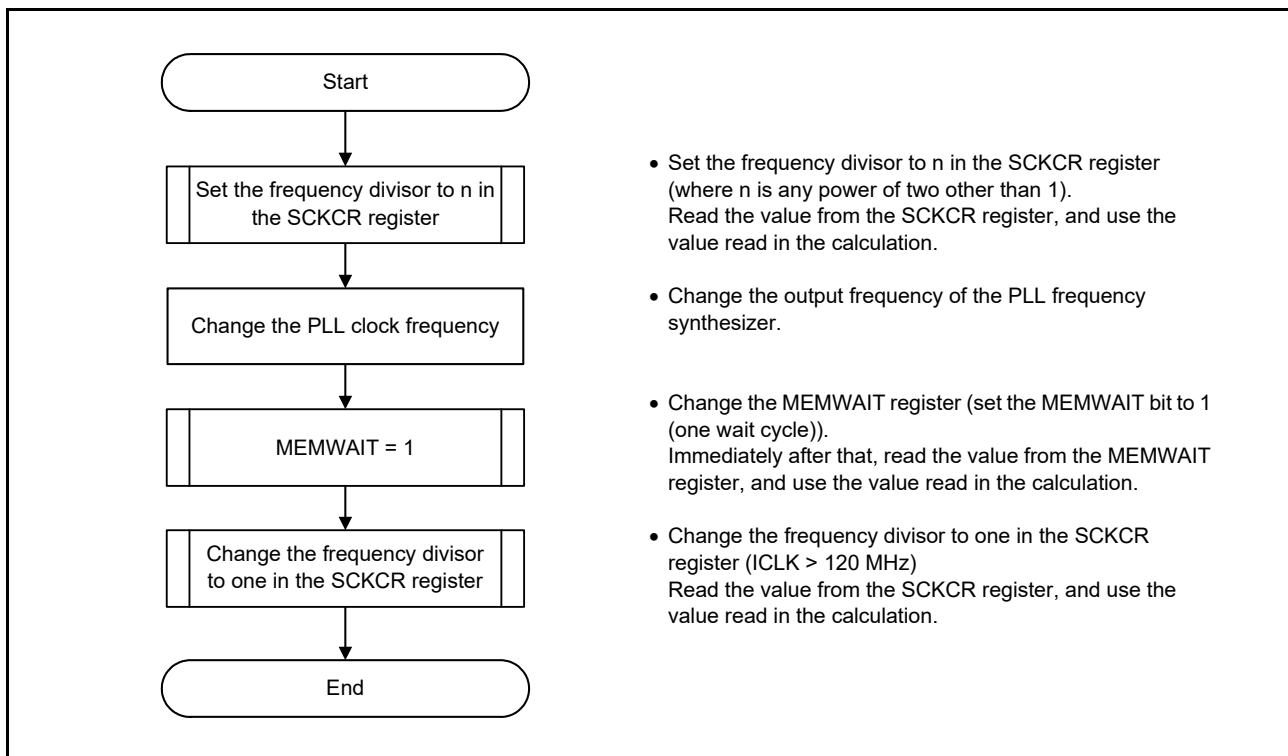 Start
Set the frequency divisor to n in
the SCKCR register
Change the PLL clock frequency
MEMWAIT = 1
Change the frequency divisor
to one in the SCKCR register
End
• Set the frequency divisor to n in the SCKCR register
(where n is any power of two other than 1).
Read the value from the SCKCR register, and use the
value read in the calculation.
• Change the output frequency of the PLL frequency
synthesizer.
• Change the MEMWAIT register (set the MEMWAIT bit to 1
(one wait cycle)).
Immediately after that, read the value from the MEMWAIT
register, and use the value read in the calculation.
• Change the frequency divisor to one in the SCKCR
register (ICLK > 120 MHz)
Read the value from the SCKCR register, and use the
value read in the calculation.